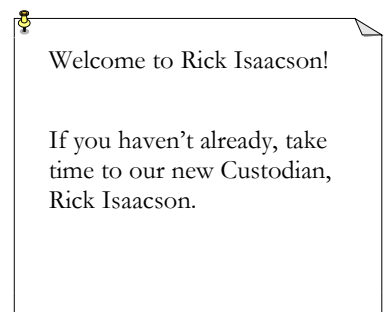 Welcome to Rick Isaacson!
If you haven’t already, take
time to our new Custodian,
Rick Isaacson.